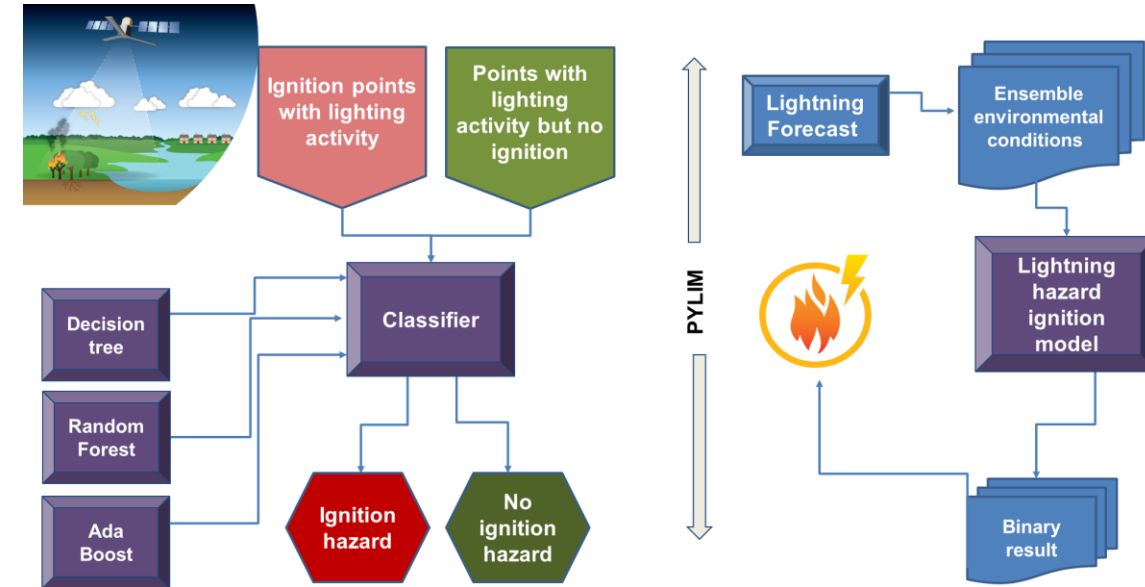 Ignition points
with lighting
activity
Points with
lighting
activity but no
ignition
Classifier
Decision
tree
Random
Forest
Ada
Boost
Ignition
hazard
No
ignition
hazard
PYLIM
Lightning
Forecast
Ensemble
environmental
conditions
Lightning
hazard
ignition
model
Binary
result